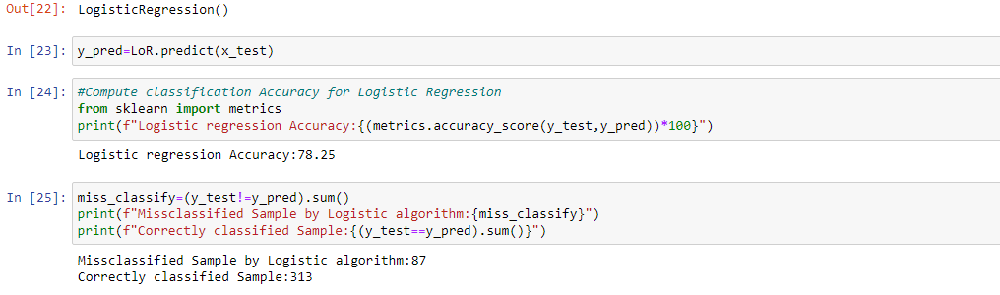 Out[22]: LogisticRegression()
In [23]: y_pred=LoR.predict(x_test)
In [24]: #Compute classification Accuracy for Logistic Regression
from sklearn import metrics
print(f"Logistic regression Accuracy:{(metrics.accuracy_score(y_test,y_pred))*100}")
Logistic regression Accuracy:78.25
In [25]: miss_classify=(y_test!=y_pred).sum()
print(f"Missclassified Sample by Logistic algorithm:{miss_classify}")
print(f"Correctly classified Sample:{(y_test==y_pred).sum()}")
Missclassified Sample by Logistic algorithm:87
Correctly classified Sample:313